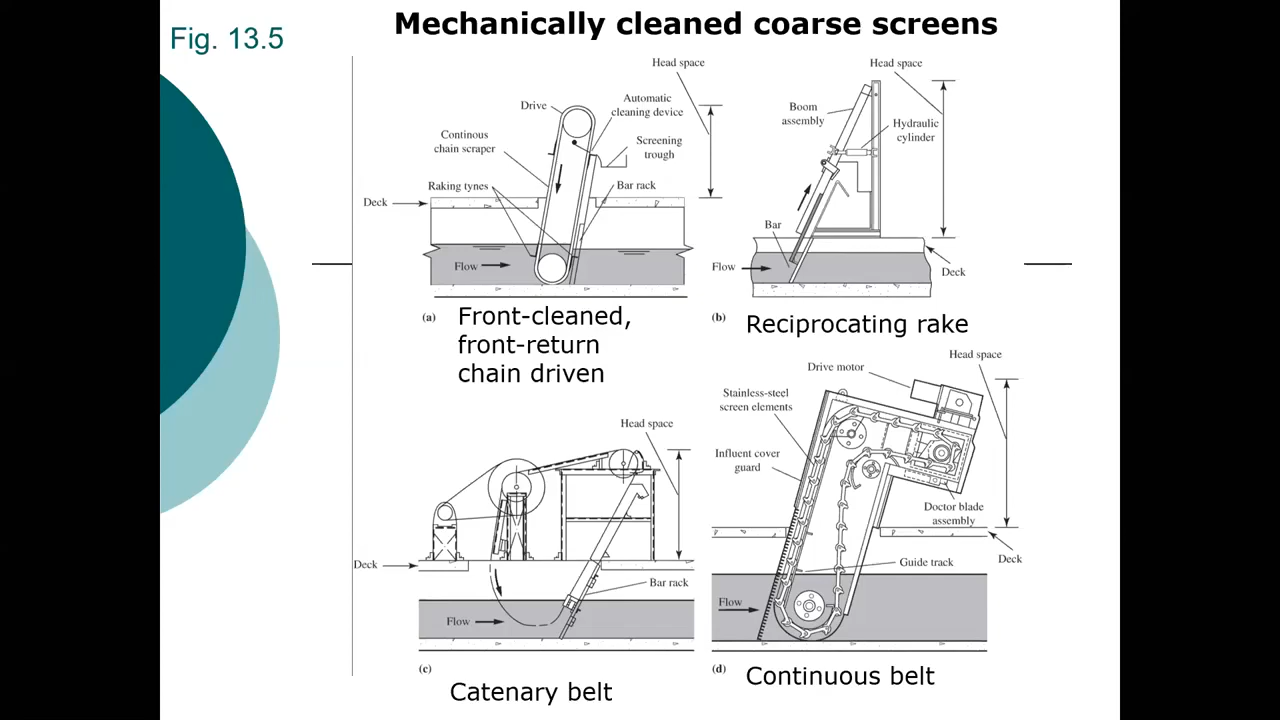 Mechanically cleaned coarse screens
Fig. 13.5
Head space
Drive
Automatic
cleaning device
Continous
chain scraper
Screening
trough
Raking tynes
Bar rack
Deck
Flow
(a) Front-cleaned,
front-return
chain driven
Head space
Boom
assembly
Hydraulic
cylinder
Bar
Flow
Deck
(b) Reciprocating rake
Head space
Deck
Bar rack
Flow
(c) Catenary belt
Head space
Drive motor
Stainless-steel
screen elements
Influent cover
guard
Doctor blade
assembly
Deck
Guide track
Flow
(d) Continuous belt